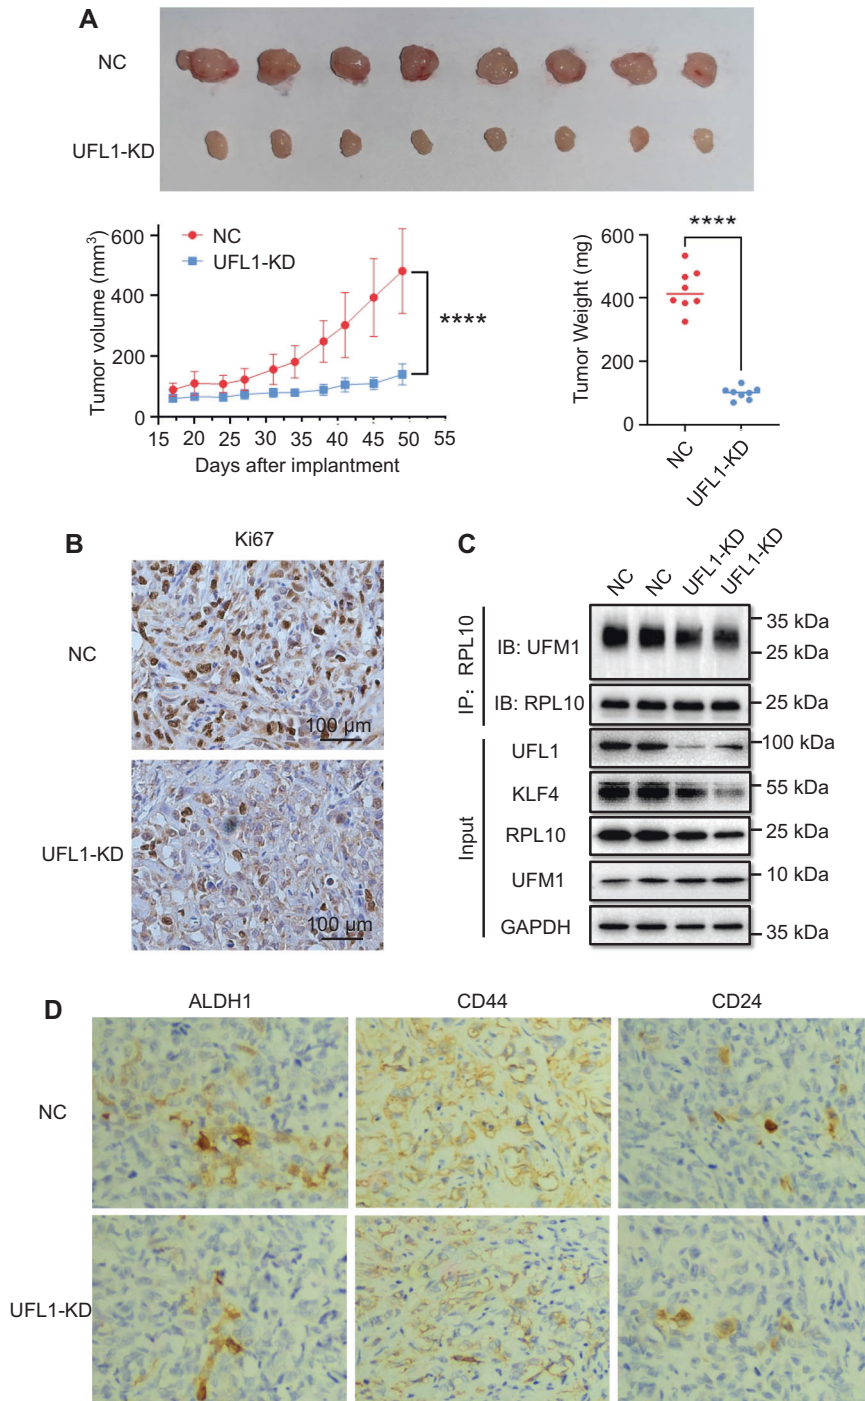 A
NC
UFL1-KD
Tumor volume (mm³)
600
400
200
0
NC
UFL1-KD
****
15 20 25 30 35 40 45 50 55
Days after implantment
Tumor Weight (mg)
600
400
200
0
****
NC
UFL1-KD
B
Ki67
NC
100 µm
UFL1-KD
100 µm
C
NC NC UFL1-KD UFL1-KD
IP: RPL10
IB: UFM1
35 kDa
25 kDa
IB: RPL10
25 kDa
Input
UFL1
100 kDa
KLF4
55 kDa
RPL10
25 kDa
UFM1
10 kDa
GAPDH
35 kDa
D
ALDH1 CD44 CD24
NC
UFL1-KD